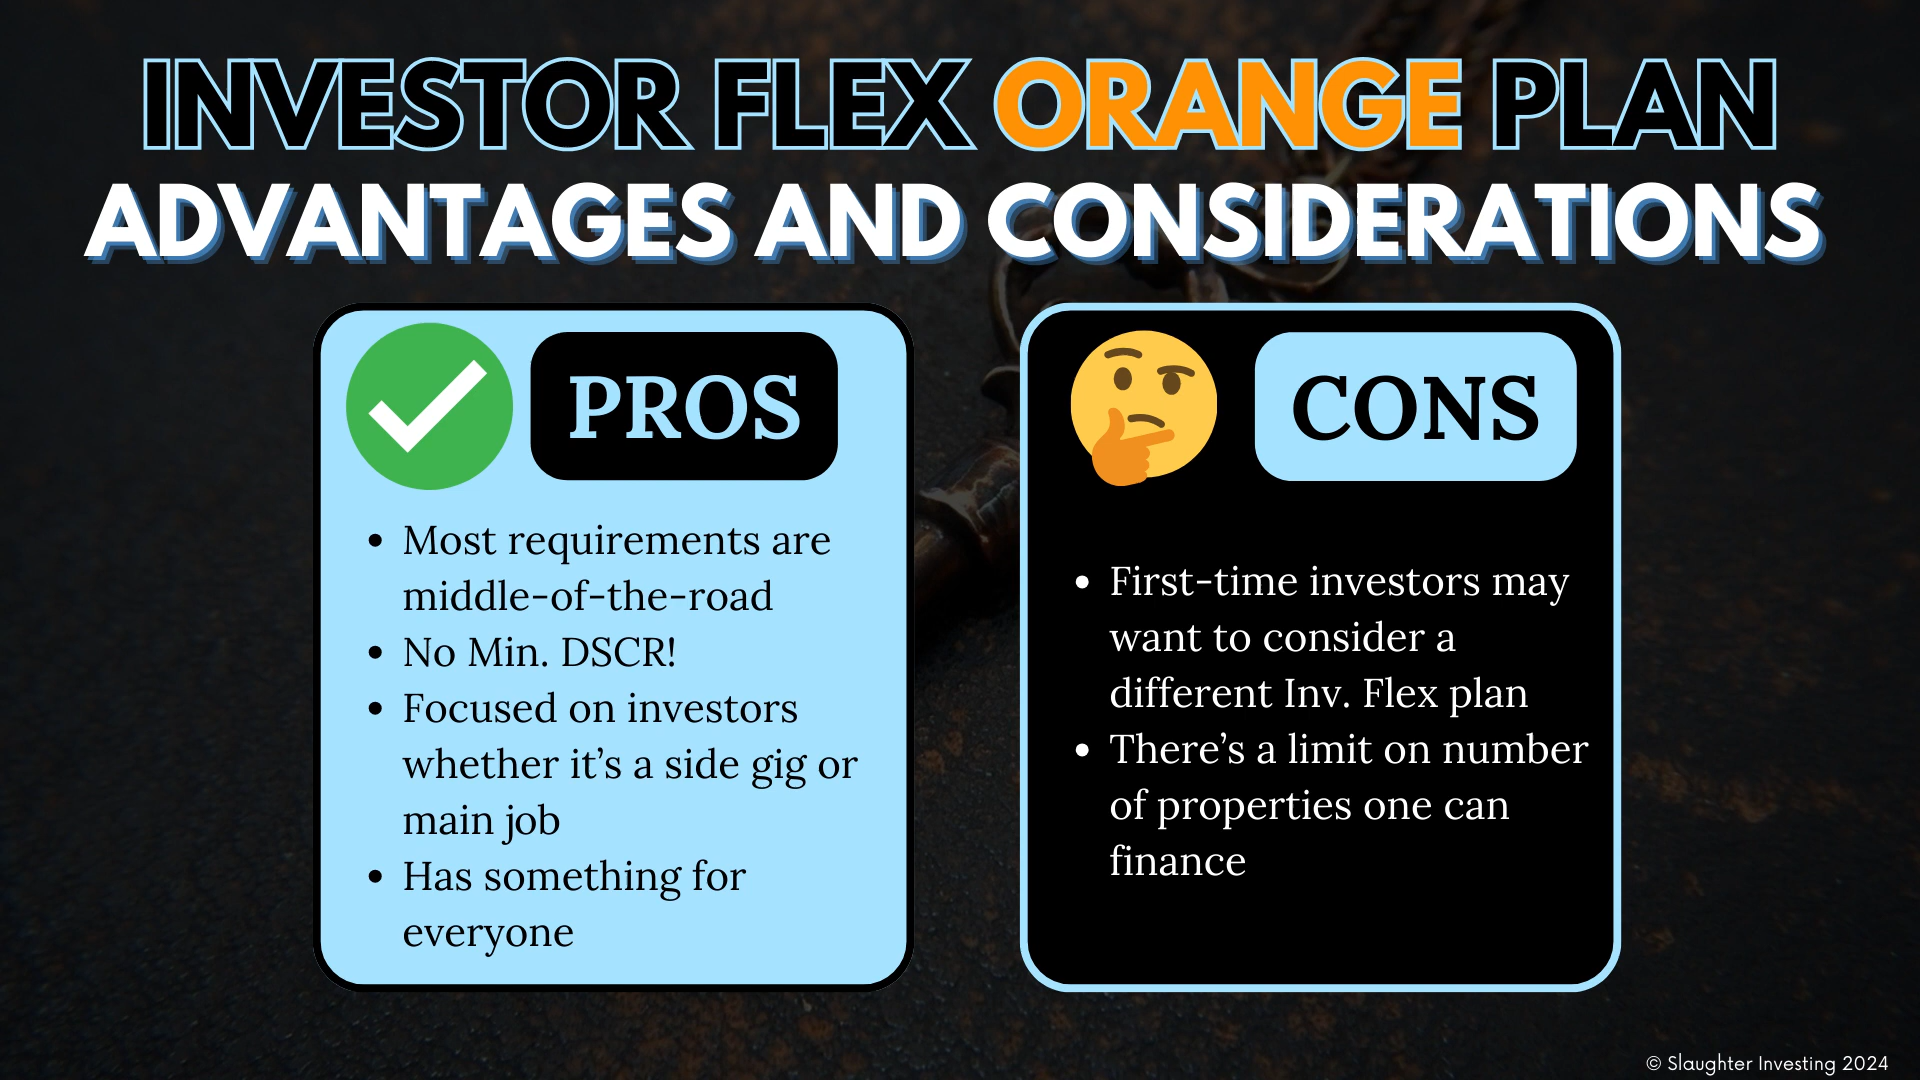 INVESTOR FLEX ORANGE PLAN
ADVANTAGES AND CONSIDERATIONS
PROS
• Most requirements are
middle-of-the-road
• No Min. DSCR!
• Focused on investors
whether it’s a side gig or
main job
• Has something for
everyone
CONS
• First-time investors may
want to consider a
different Inv. Flex plan
• There’s a limit on number
of properties one can
finance
© Slaughter Investing 2024